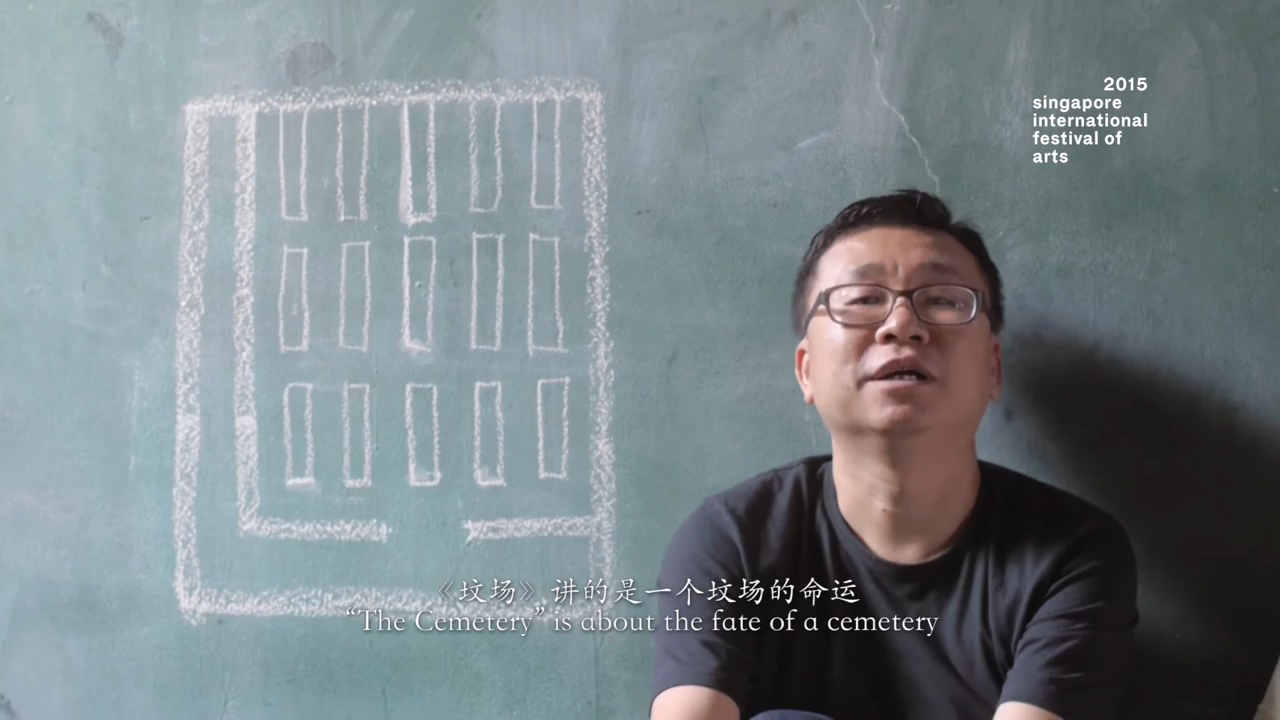 2015
singapore
international
festival of
arts
《坟场》讲的是一个坟场的命运
“The Cemetery” is about the fate of a cemetery